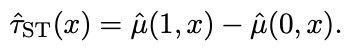 τ̂_ST(x) = μ̂(1, x) − μ̂(0, x).